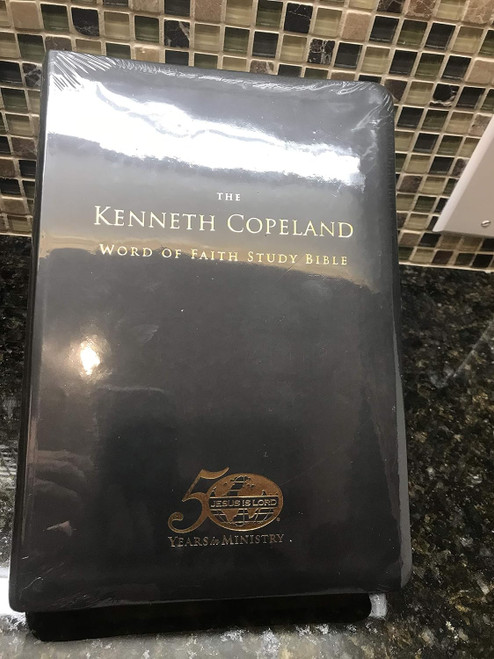 THE
KENNETH COPELAND
WORD OF FAITH STUDY BIBLE
50
JESUS IS LORD
YEARS in MINISTRY